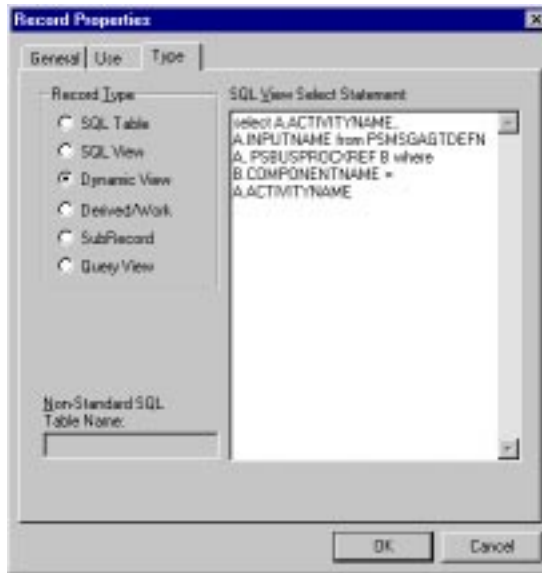 Record Properties
General Use Type
Record Type
SQL Table
SQL View
Dynamic View
Derived/Work
SubRecord
Query View
Non-Standard SQL
Table Name:
SQL View Select Statement
select A.ACTIVITYNAME,
A.INPUTNAME from PSMSGAGTDEFN
A, PSBUSPROCXREF B where
B.COMPONENTNAME =
A.ACTIVITYNAME
OK Cancel